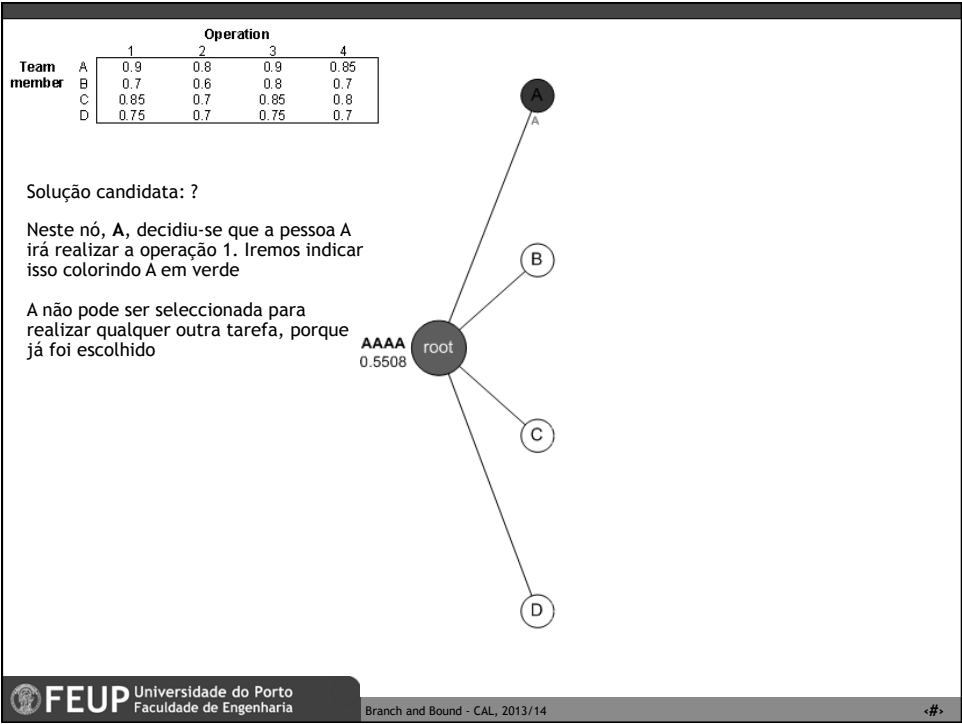 Operation
1 2 3 4
Team member
A 0.9 0.8 0.9 0.85
B 0.7 0.6 0.8 0.7
C 0.85 0.7 0.85 0.8
D 0.75 0.7 0.75 0.7
A
A
Solução candidata: ?
Neste nó, A, decidiu-se que a pessoa A
irá realizar a operação 1. Iremos indicar
isso colorindo A em verde
B
A não pode ser seleccionada para
realizar qualquer outra tarefa, porque
já foi escolhido
AAAA
0.5508
root
C
D
FEUP Universidade do Porto
Faculdade de Engenharia
Branch and Bound - CAL, 2013/14
‹#›